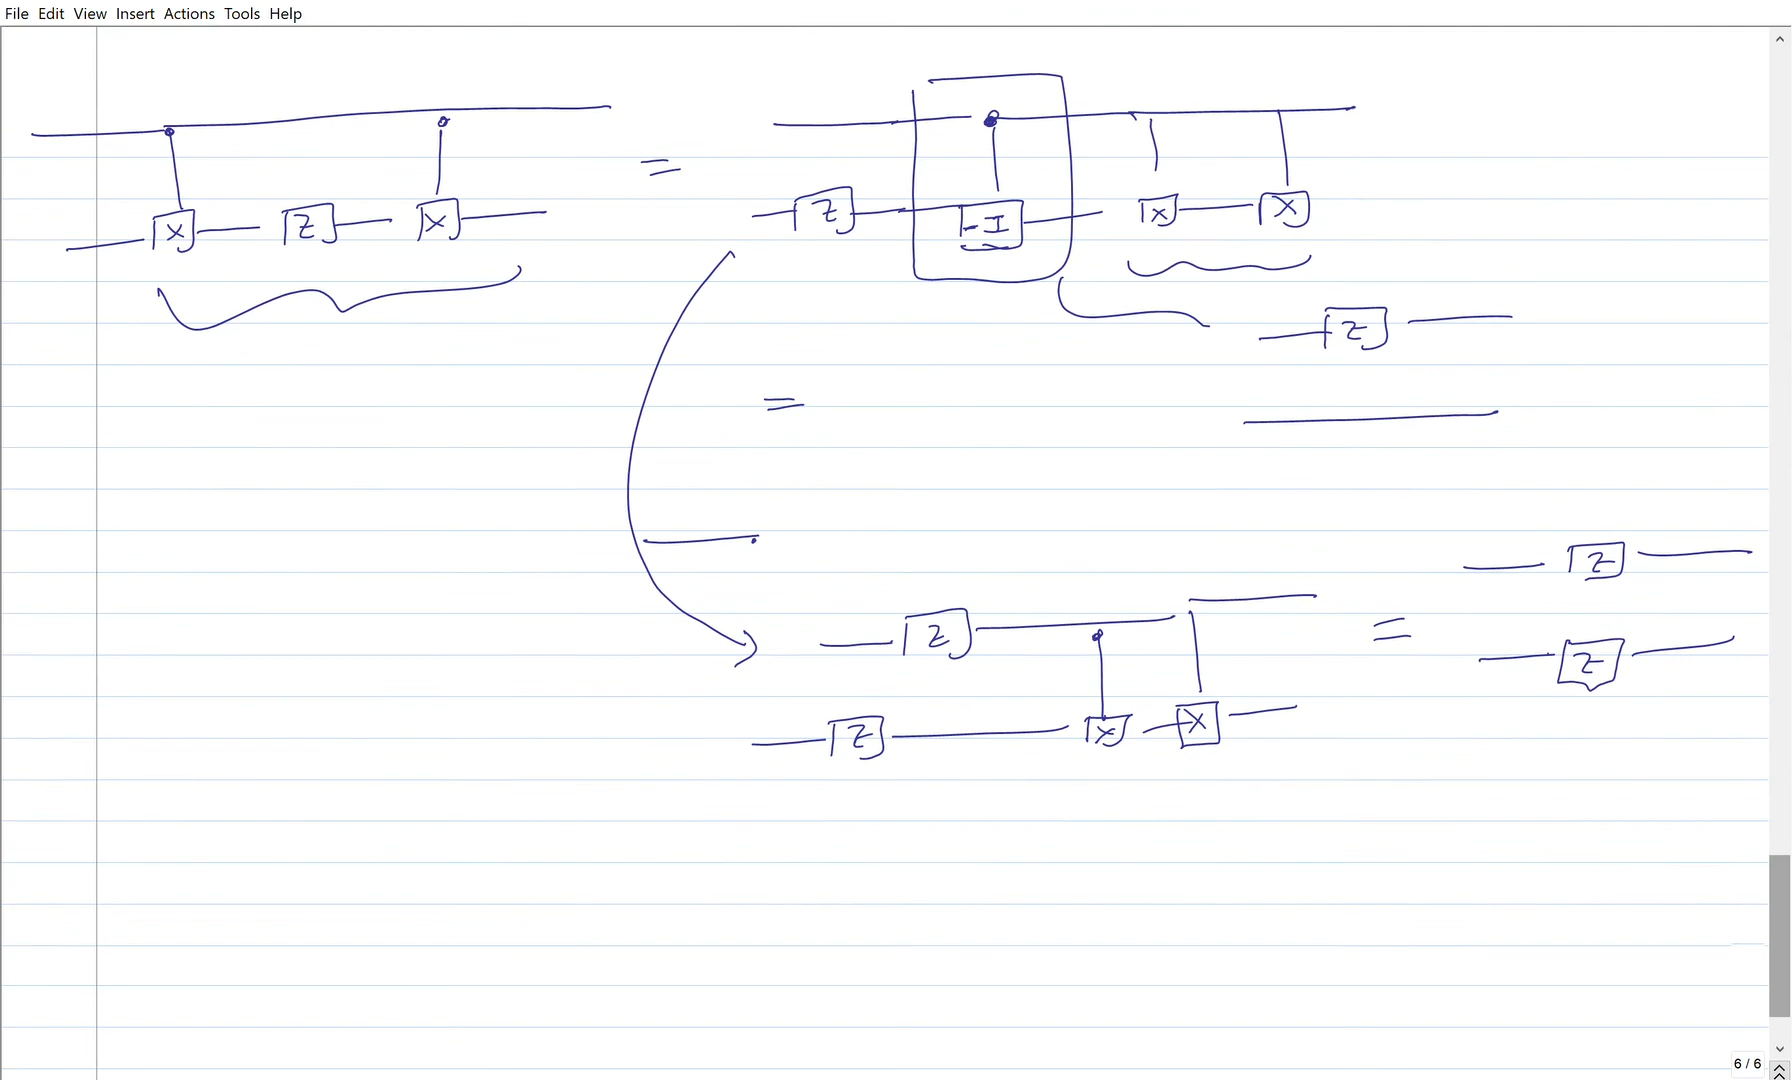 File Edit View Insert Actions Tools Help
X Z X = Z -I X X
Z
=
Z
Z X X = Z
Z
6 / 6